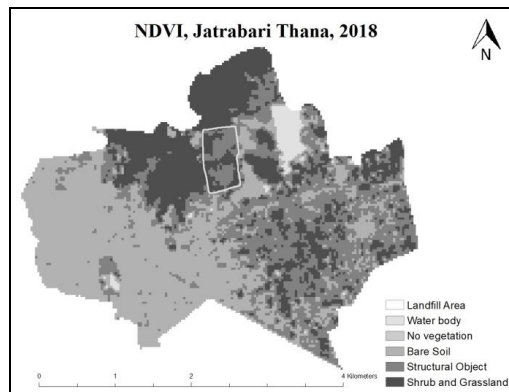 NDVI, Jatrabari Thana, 2018
N
Landfill Area
Water body
No vegetation
Bare Soil
Structural Object
Shrub and Grassland
0 1 2 4 Kilometers